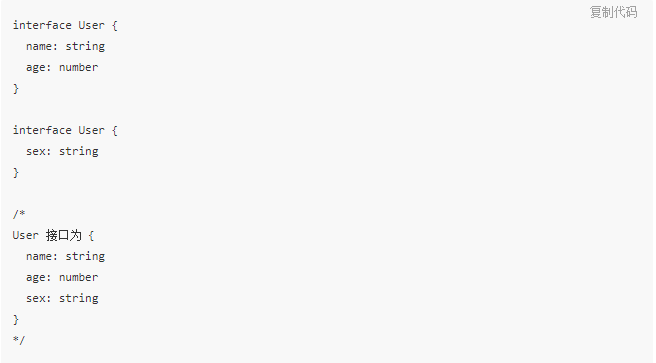 复制代码
interface User {
  name: string
  age: number
}

interface User {
  sex: string
}

/*
User 接口为 {
  name: string
  age: number
  sex: string
}
*/